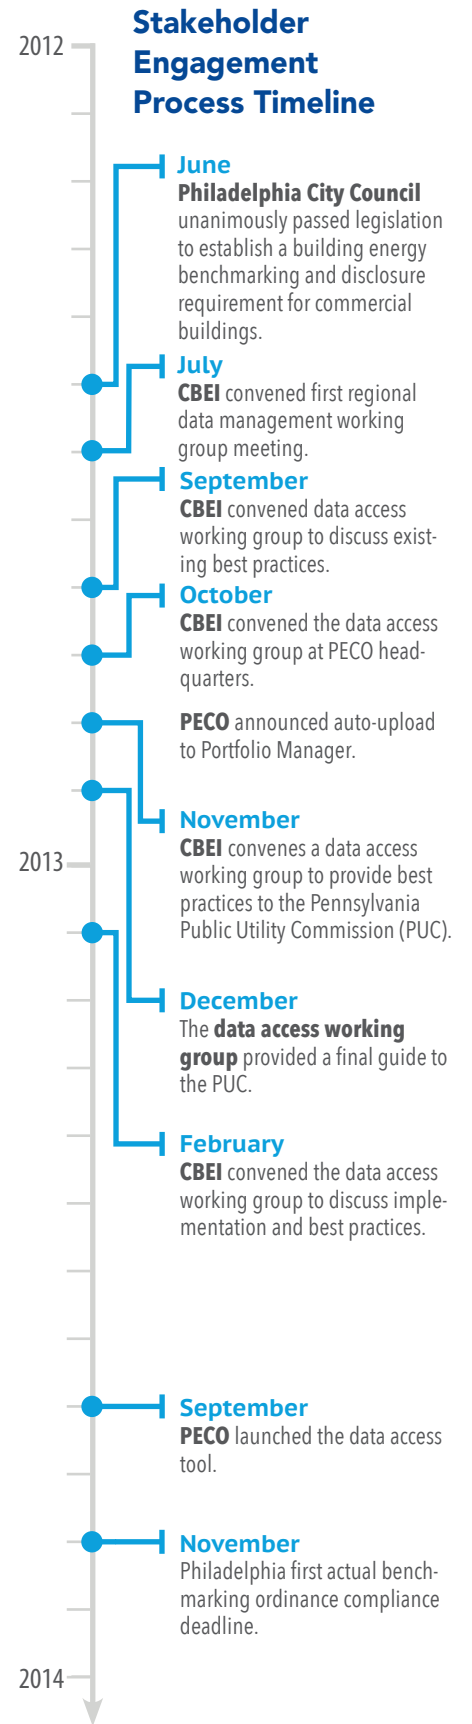 2012
Stakeholder
Engagement
Process Timeline
June
Philadelphia City Council
unanimously passed legislation
to establish a building energy
benchmarking and disclosure
requirement for commercial
buildings.
July
CBEI convened first regional
data management working
group meeting.
September
CBEI convened data access
working group to discuss exist-
ing best practices.
October
CBEI convened the data access
working group at PECO head-
quarters.
PECO announced auto-upload
to Portfolio Manager.
November
CBEI convenes a data access
2013
working group to provide best
practices to the Pennsylvania
Public Utility Commission (PUC).
December
The data access working
group provided a final guide to
the PUC.
February
CBEI convened the data access
working group to discuss imple-
mentation and best practices.
September
PECO launched the data access
tool.
November
Philadelphia first actual bench-
marking ordinance compliance
deadline.
2014